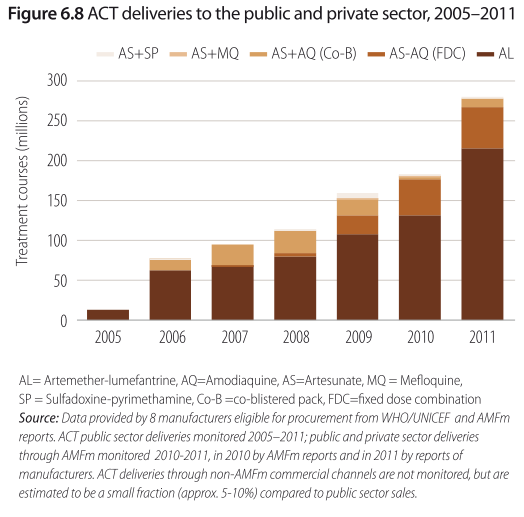 Figure 6.8 ACT deliveries to the public and private sector, 2005–2011
AS+SP AS+MQ AS+AQ (Co-B) AS-AQ (FDC) AL
Treatment courses (millions)
300
250
200
150
100
50
0
2005 2006 2007 2008 2009 2010 2011
AL= Artemether-lumefantrine, AQ=Amodiaquine, AS=Artesunate, MQ = Mefloquine,
SP = Sulfadoxine-pyrimethamine, Co-B =co-blistered pack, FDC=fixed dose combination
Source: Data provided by 8 manufacturers eligible for procurement from WHO/UNICEF and AMFm
reports. ACT public sector deliveries monitored 2005–2011; public and private sector deliveries
through AMFm monitored 2010-2011, in 2010 by AMFm reports and in 2011 by reports of
manufacturers. ACT deliveries through non-AMFm commercial channels are not monitored, but are
estimated to be a small fraction (approx. 5-10%) compared to public sector sales.